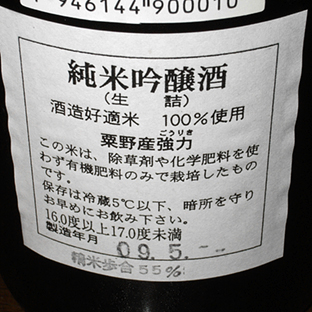 946144 900010
純米吟醸酒
(生詰)
酒造好適米 100%使用
ごうりき
粟野産強力
この米は、除草剤や化学肥料を使
わず有機肥料のみで栽培したもの
です。
保存は冷蔵5℃以下、暗所を守り
お早めにお飲み下さい。
16.0度以上17.0度未満
製造年月 09.5.--
精米歩合55%